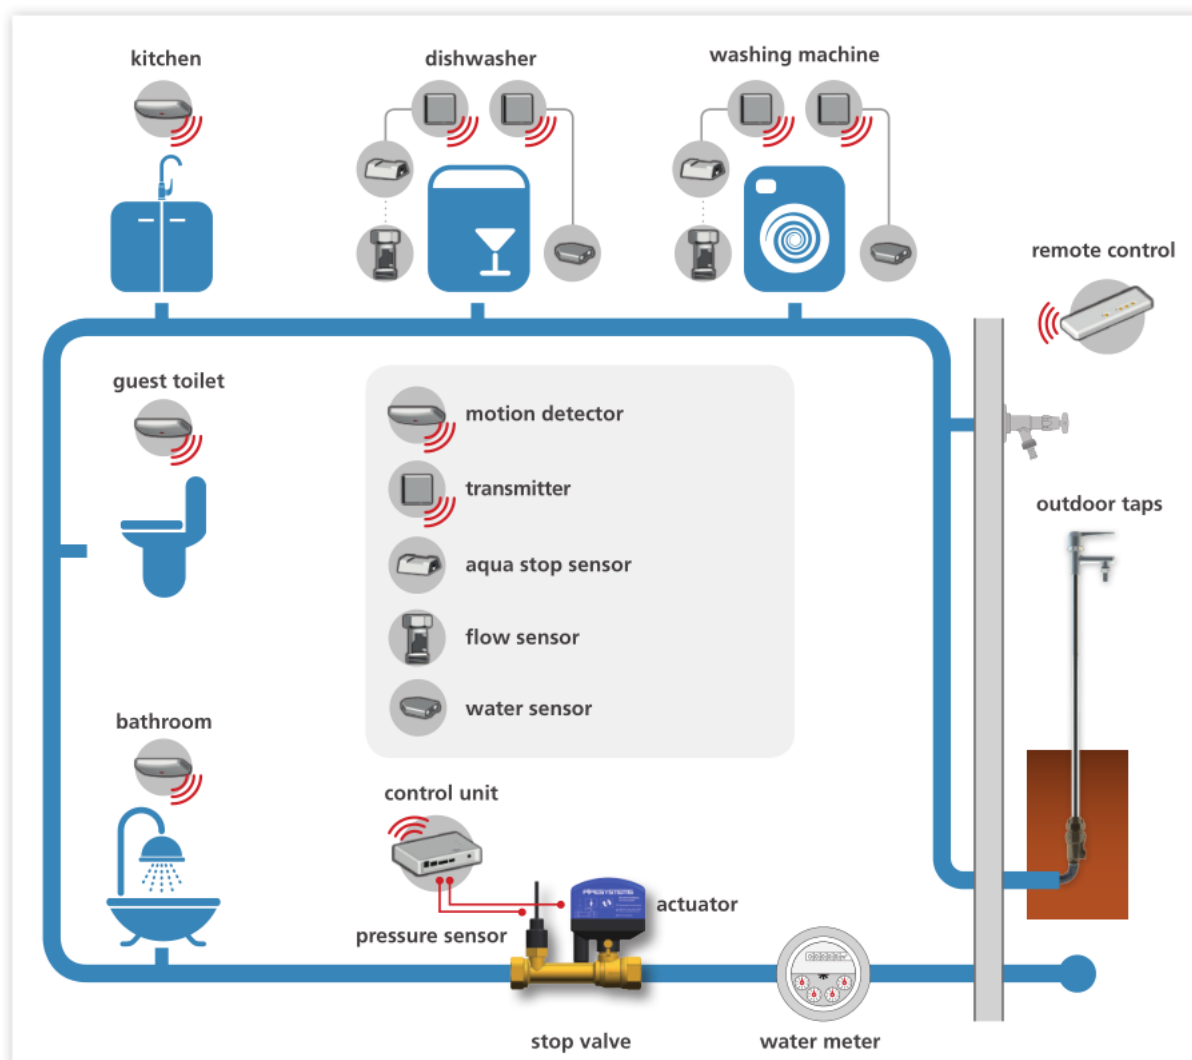 kitchen
dishwasher
washing machine
remote control
guest toilet
motion detector
transmitter
outdoor taps
aqua stop sensor
flow sensor
water sensor
bathroom
control unit
PIPESYSTEMS
actuator
pressure sensor
stop valve
water meter